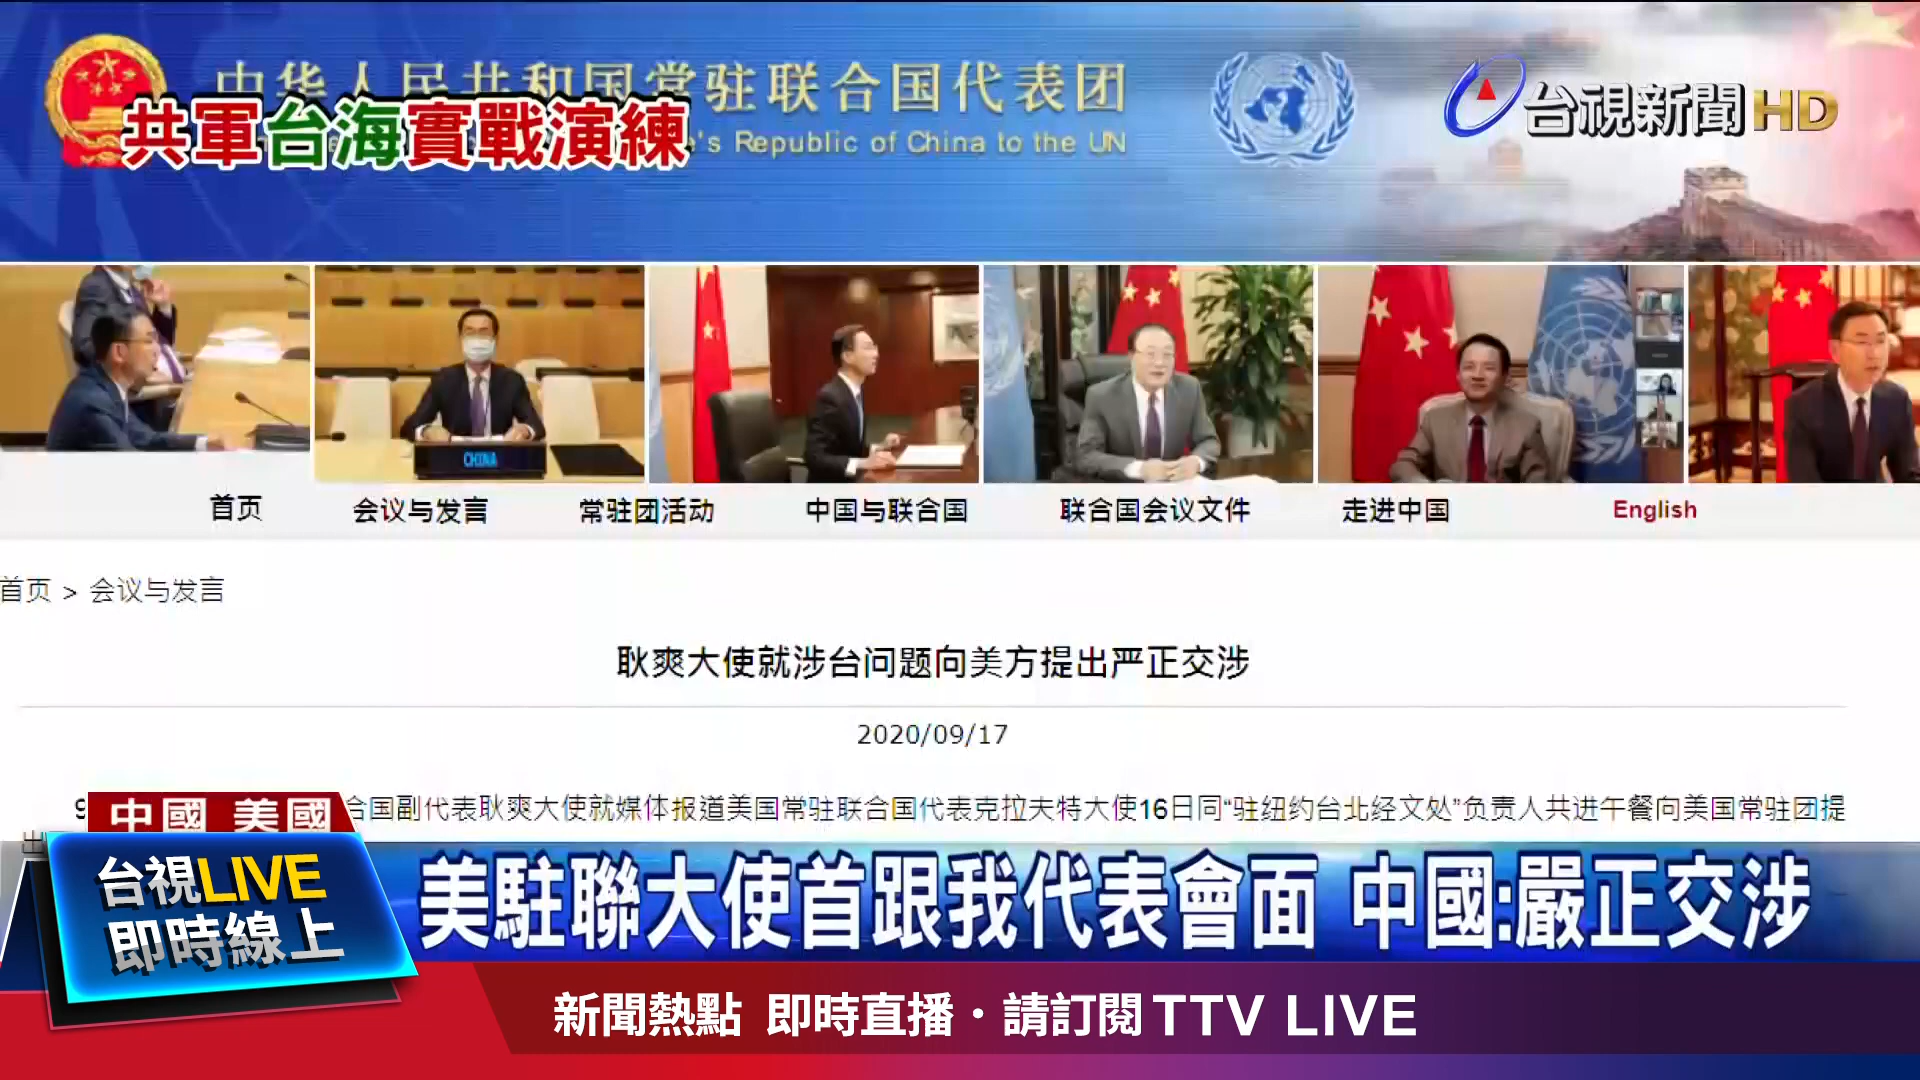 中华人民共和国常驻联合国代表团
's Republic of China to the UN
共軍台海實戰演練
台視新聞HD
CHINA
首页 会议与发言 常驻团活动 中国与联合国 联合国会议文件 走进中国 English
首页 > 会议与发言
耿爽大使就涉台问题向美方提出严正交涉
2020/09/17
合国副代表耿爽大使就媒体报道美国常驻联合国代表克拉夫特大使16日同“驻纽约台北经文处”负责人共进午餐向美国常驻团提
出
中國 美國
台視LIVE
即時線上
美駐聯大使首跟我代表會面 中國:嚴正交涉
新聞熱點 即時直播・請訂閱TTV LIVE